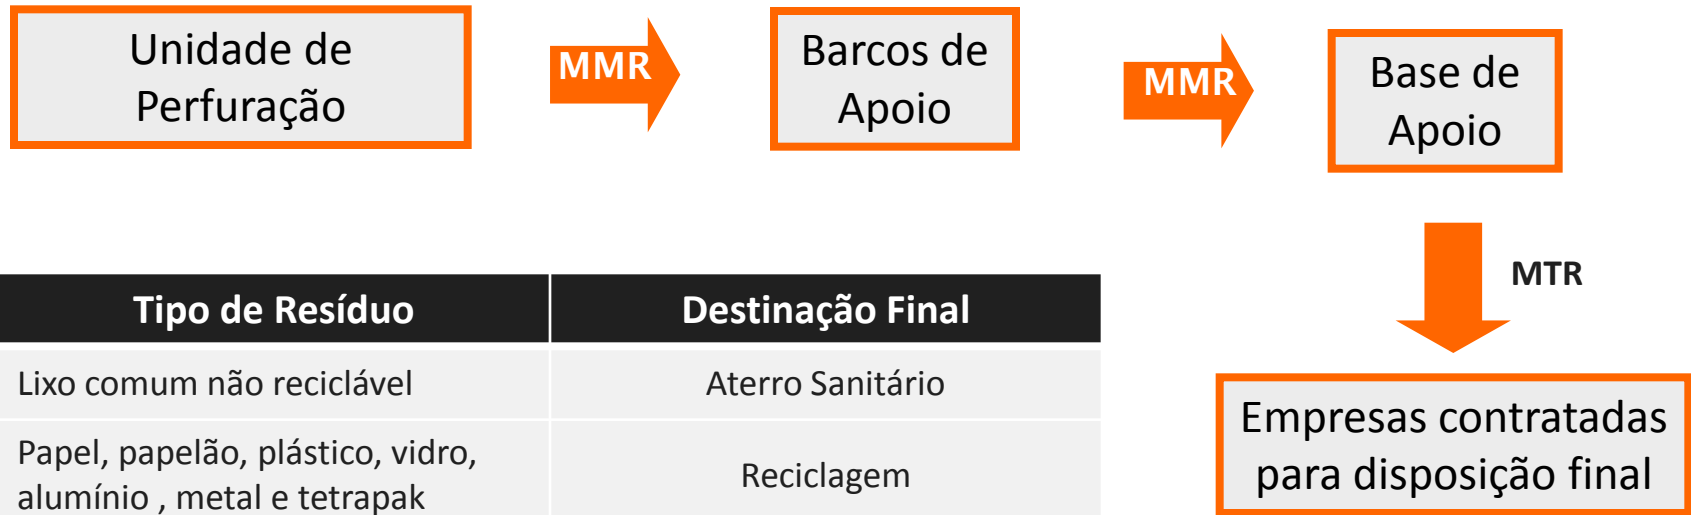 Unidade de
Perfuração
MMR
Barcos de
Apoio
MMR
Base de
Apoio
MTR
Empresas contratadas
para disposição final
Tipo de Resíduo
Destinação Final
Lixo comum não reciclável
Aterro Sanitário
Papel, papelão, plástico, vidro,
alumínio , metal e tetrapak
Reciclagem